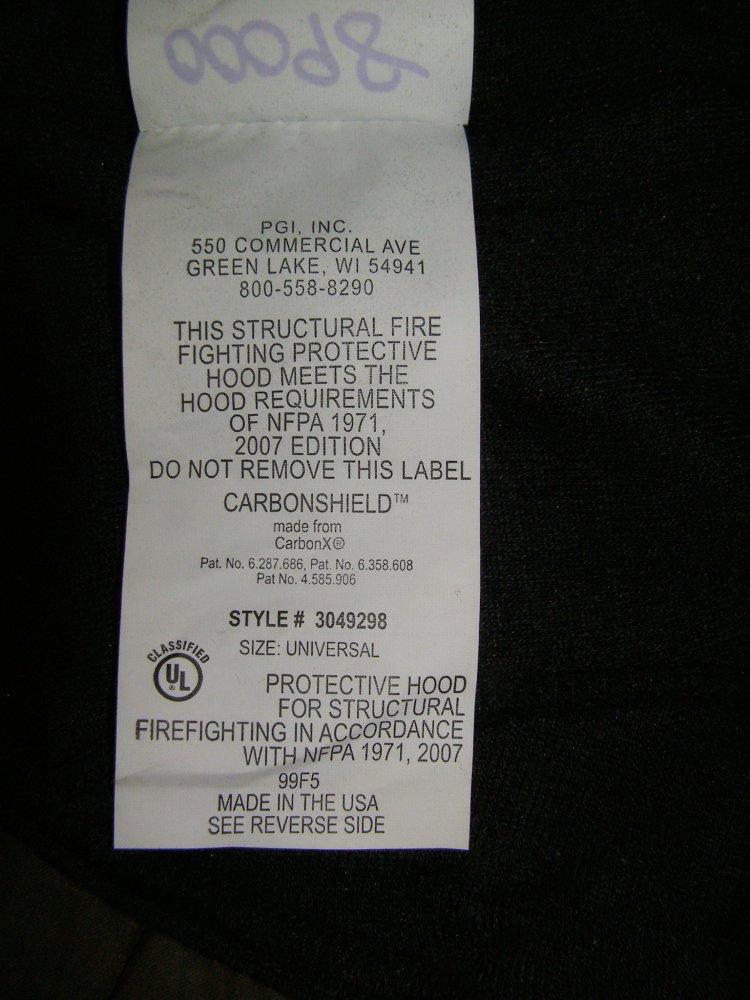 PGI, INC.
550 COMMERCIAL AVE
GREEN LAKE, WI 54941
800-558-8290
THIS STRUCTURAL FIRE
FIGHTING PROTECTIVE
HOOD MEETS THE
HOOD REQUIREMENTS
OF NFPA 1971,
2007 EDITION
DO NOT REMOVE THIS LABEL
CARBONSHIELD™
made from
CarbonX®
Pat. No. 6.287.686, Pat. No. 6.358.608
Pat No. 4.585.906
STYLE # 3049298
SIZE: UNIVERSAL
CLASSIFIED
UL
®
PROTECTIVE HOOD
FOR STRUCTURAL
FIREFIGHTING IN ACCORDANCE
WITH NFPA 1971, 2007
99F5
MADE IN THE USA
SEE REVERSE SIDE